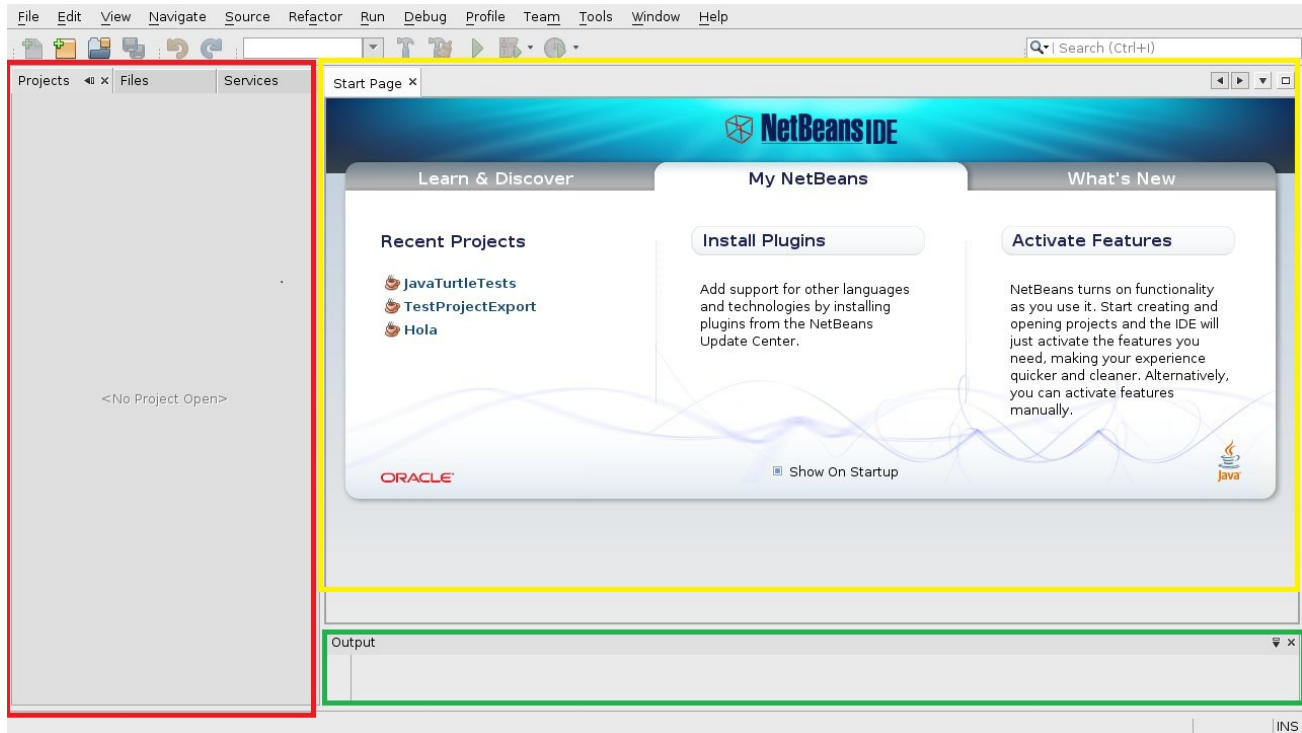 File Edit View Navigate Source Refactor Run Debug Profile Team Tools Window Help
Search (Ctrl+I)
Projects Files Services
Start Page
NetBeans IDE
Learn & Discover My NetBeans What's New
Recent Projects
JavaTurtleTests
TestProjectExport
Hola
Install Plugins
Add support for other languages
and technologies by installing
plugins from the NetBeans
Update Center.
Activate Features
NetBeans turns on functionality
as you use it. Start creating and
opening projects and the IDE will
just activate the features you
need, making your experience
quicker and cleaner. Alternatively,
you can activate features
manually.
<No Project Open>
ORACLE
Show On Startup
Java
Output
INS